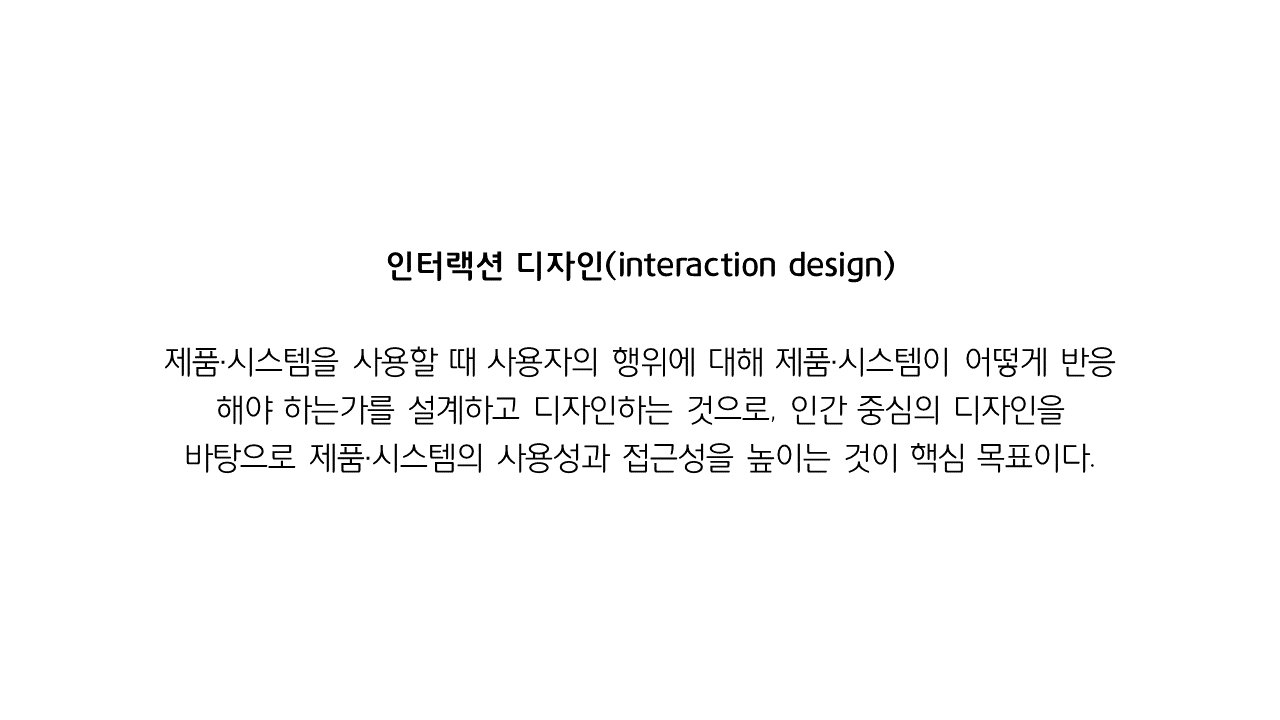 인터랙션 디자인(interaction design)
제품·시스템을 사용할 때 사용자의 행위에 대해 제품·시스템이 어떻게 반응
해야 하는가를 설계하고 디자인하는 것으로, 인간 중심의 디자인을
바탕으로 제품·시스템의 사용성과 접근성을 높이는 것이 핵심 목표이다.